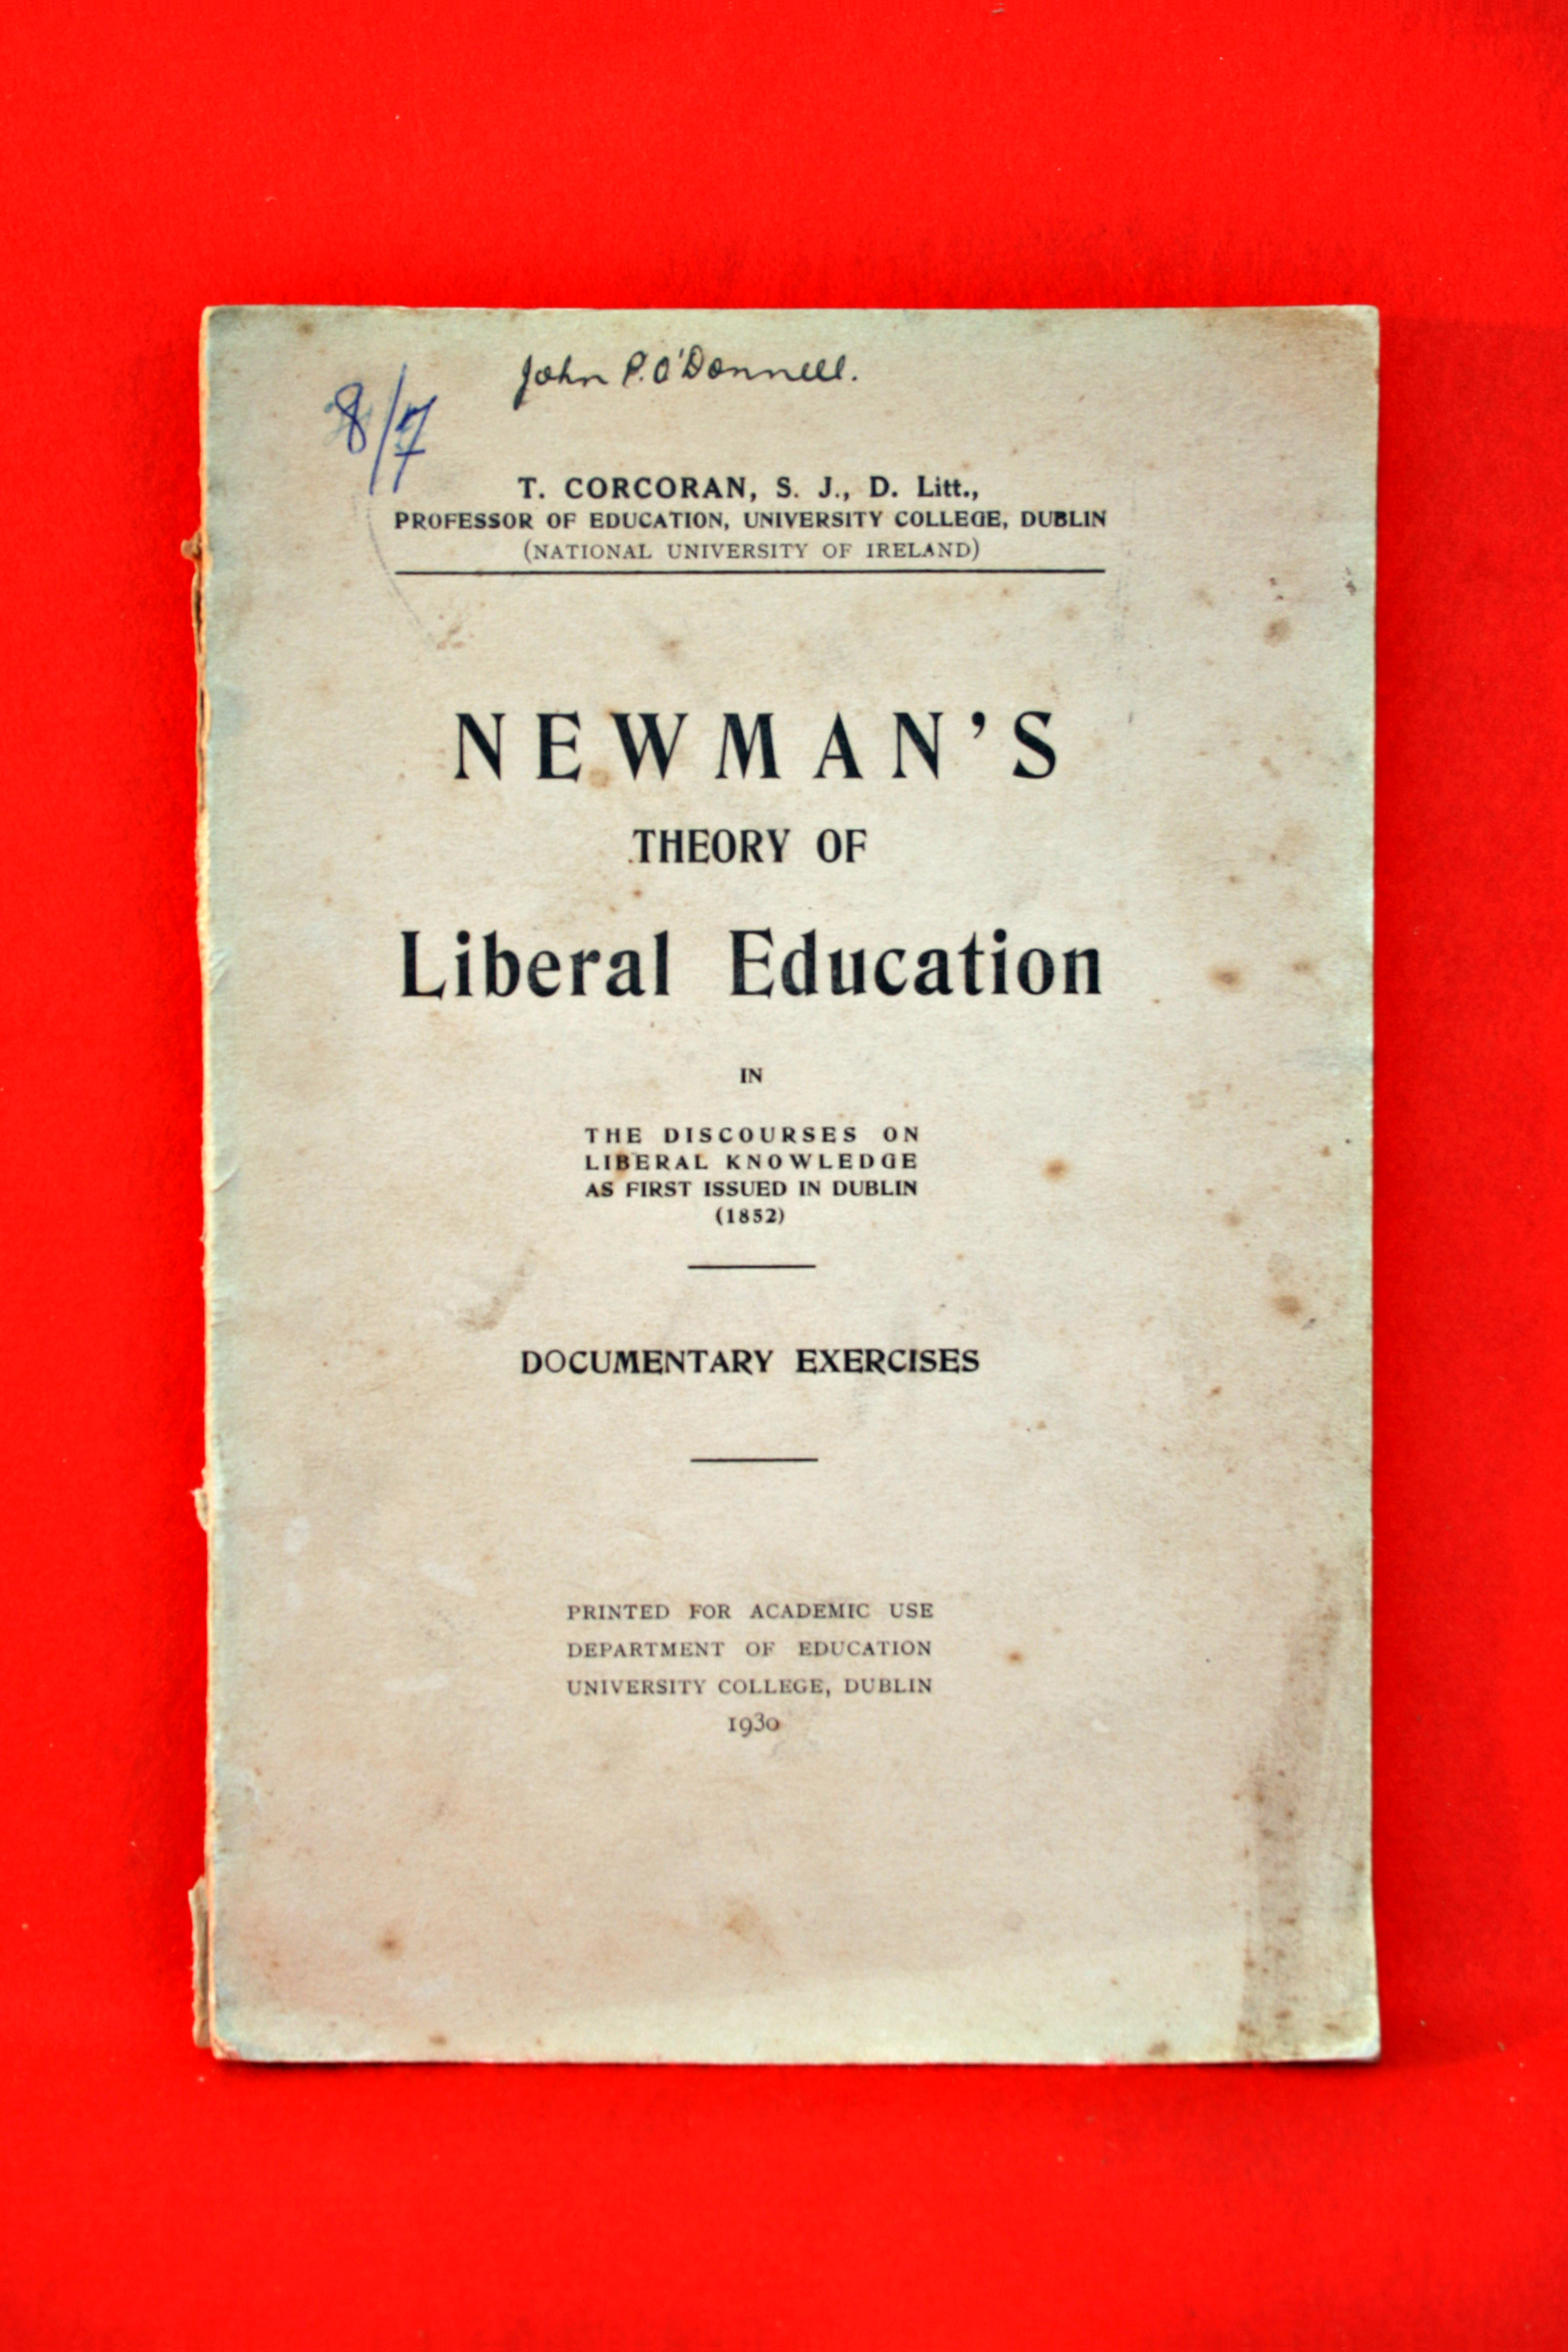 John P. O'Donnell.
8/7
T. CORCORAN, S. J., D. Litt.,
PROFESSOR OF EDUCATION, UNIVERSITY COLLEGE, DUBLIN
(NATIONAL UNIVERSITY OF IRELAND)
NEWMAN'S
THEORY OF
Liberal Education
IN
THE DISCOURSES ON
LIBERAL KNOWLEDGE
AS FIRST ISSUED IN DUBLIN
(1852)
DOCUMENTARY EXERCISES
PRINTED FOR ACADEMIC USE
DEPARTMENT OF EDUCATION
UNIVERSITY COLLEGE, DUBLIN
1930